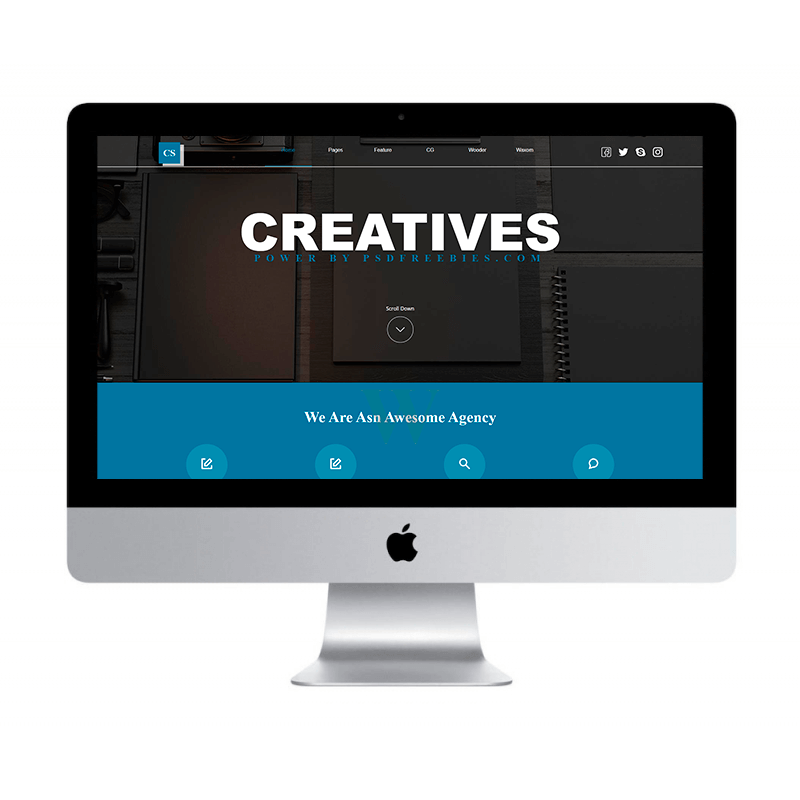 CS
Home Pages Feature CG Wooder Waxom
CREATIVES
POWER BY PSDFREEBIES.COM
Scroll Down
We Are Asn Awesome Agency